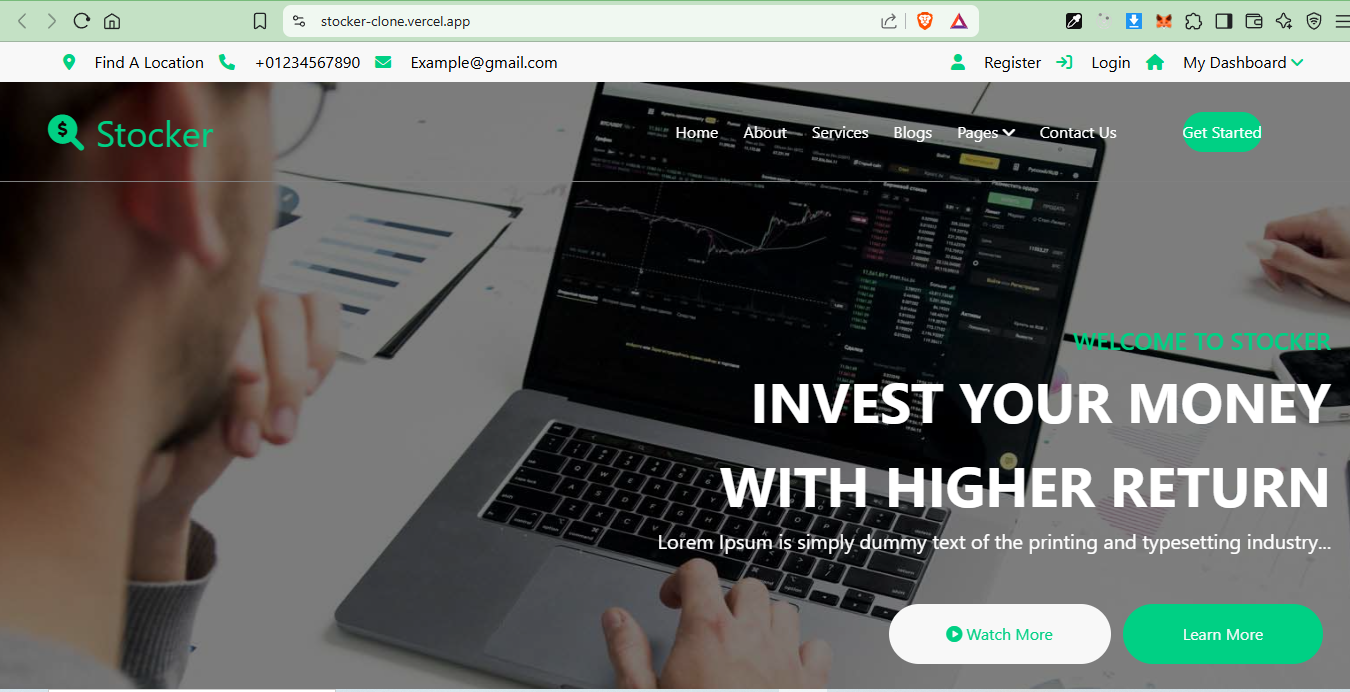 stocker-clone.vercel.app
Find A Location +01234567890 Example@gmail.com Register Login My Dashboard
Stocker
Home About Services Blogs Pages Contact Us Get Started
WELCOME TO STOCKER
INVEST YOUR MONEY
WITH HIGHER RETURN
Lorem Ipsum is simply dummy text of the printing and typesetting industry...
Watch More Learn More